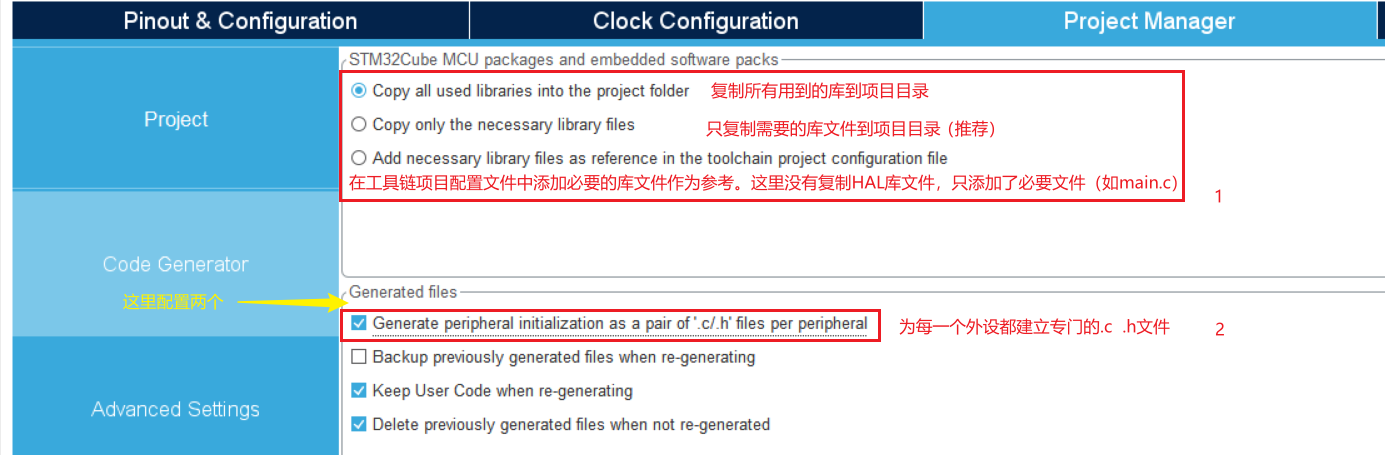 Pinout & Configuration
Clock Configuration
Project Manager
Project
Code Generator
这里配置两个
Advanced Settings
STM32Cube MCU packages and embedded software packs
Copy all used libraries into the project folder
复制所有用到的库到项目目录
Copy only the necessary library files
只复制需要的库文件到项目目录（推荐）
Add necessary library files as reference in the toolchain project configuration file
在工具链项目配置文件中添加必要的库文件作为参考。这里没有复制HAL库文件，只添加了必要文件（如main.c）
1
Generated files
Generate peripheral initialization as a pair of '.c/.h' files per peripheral
为每一个外设都建立专门的.c .h文件
2
Backup previously generated files when re-generating
Keep User Code when re-generating
Delete previously generated files when not re-generated